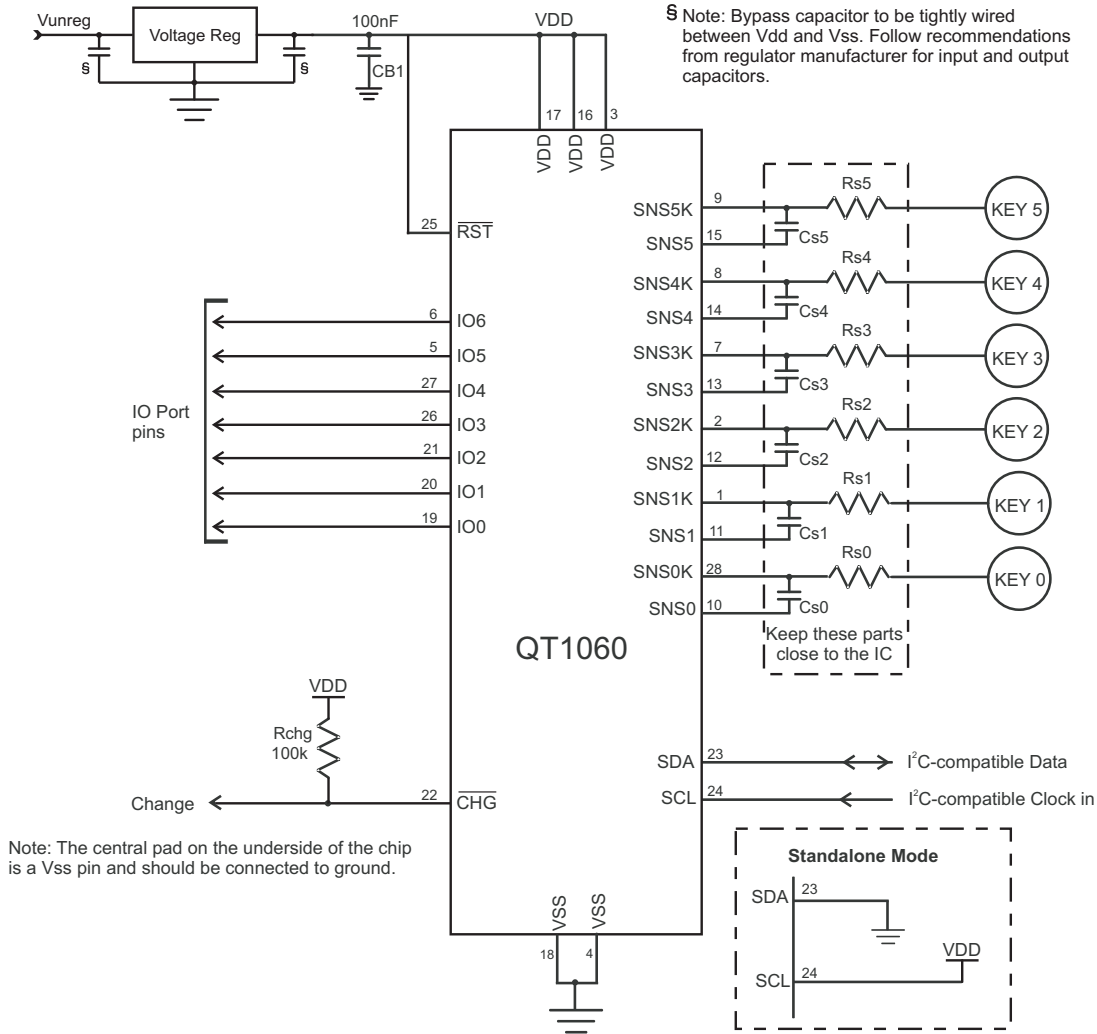 Vunreg
Voltage Reg
§
§
100nF
CB1
VDD
§ Note: Bypass capacitor to be tightly wired
between Vdd and Vss. Follow recommendations
from regulator manufacturer for input and output
capacitors.
17
16
3
VDD
VDD
VDD
25
RST
6
IO6
5
IO5
27
IO4
26
IO3
21
IO2
20
IO1
19
IO0
IO Port
pins
SNS5K
9
Rs5
KEY 5
SNS5
15
Cs5
SNS4K
8
Rs4
KEY 4
SNS4
14
Cs4
SNS3K
7
Rs3
KEY 3
SNS3
13
Cs3
SNS2K
2
Rs2
KEY 2
SNS2
12
Cs2
SNS1K
1
Rs1
KEY 1
SNS1
11
Cs1
SNS0K
28
Rs0
KEY 0
SNS0
10
Cs0
Keep these parts
close to the IC
QT1060
VDD
Rchg
100k
Change
22
CHG
SDA
23
I²C-compatible Data
SCL
24
I²C-compatible Clock in
Note: The central pad on the underside of the chip
is a Vss pin and should be connected to ground.
VSS
VSS
18
4
Standalone Mode
SDA
23
VDD
SCL
24